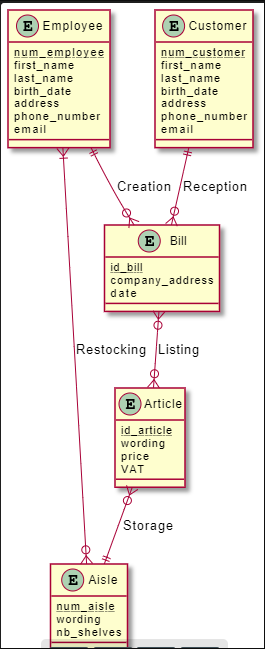 E Employee
num_employee
first_name
last_name
birth_date
address
phone_number
email
E Customer
num_customer
first_name
last_name
birth_date
address
phone_number
email
Creation
Reception
E Bill
id_bill
company_address
date
Restocking
Listing
E Article
id_article
wording
price
VAT
Storage
E Aisle
num_aisle
wording
nb_shelves